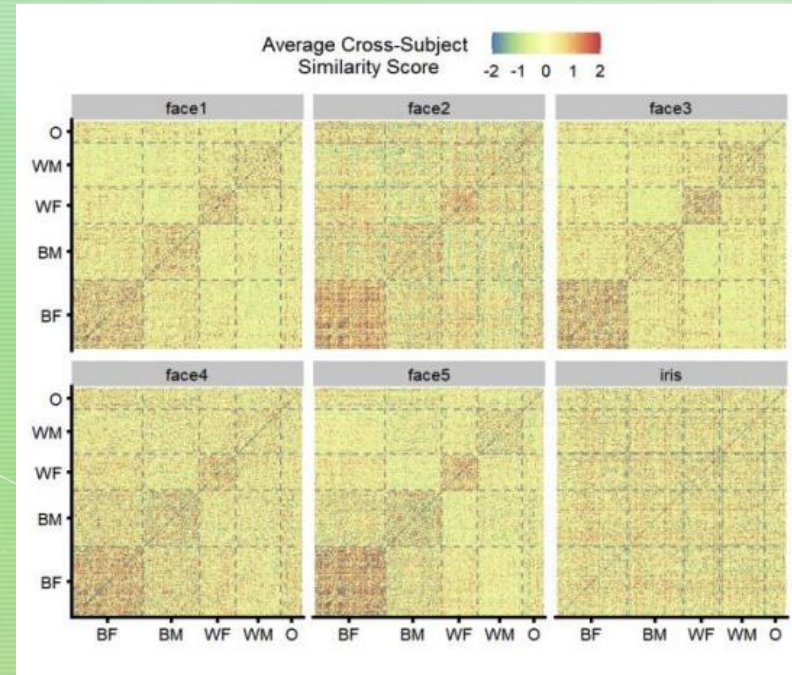 Average Cross-Subject
Similarity Score
-2 -1 0 1 2
face1 face2 face3
O
WM
WF
BM
BF
face4 face5 iris
O
WM
WF
BM
BF
BF BM WF WM O BF BM WF WM O BF BM WF WM O